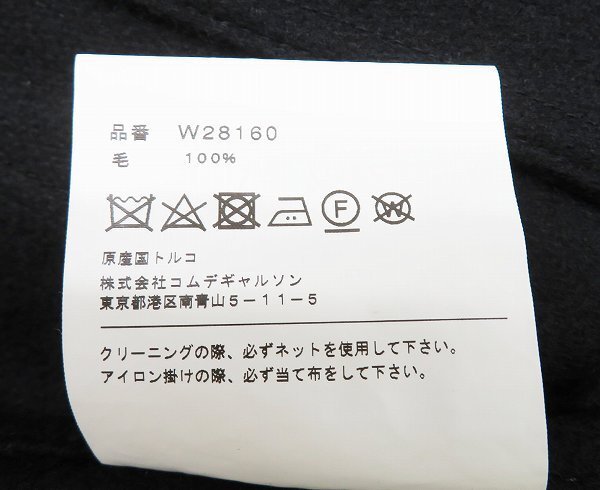 品番 W28160
毛 100%
F W
原産国トルコ
株式会社コムデギャルソン
東京都港区南青山5-11-5
クリーニングの際、必ずネットを使用して下さい。
アイロン掛けの際、必ず当て布をして下さい。